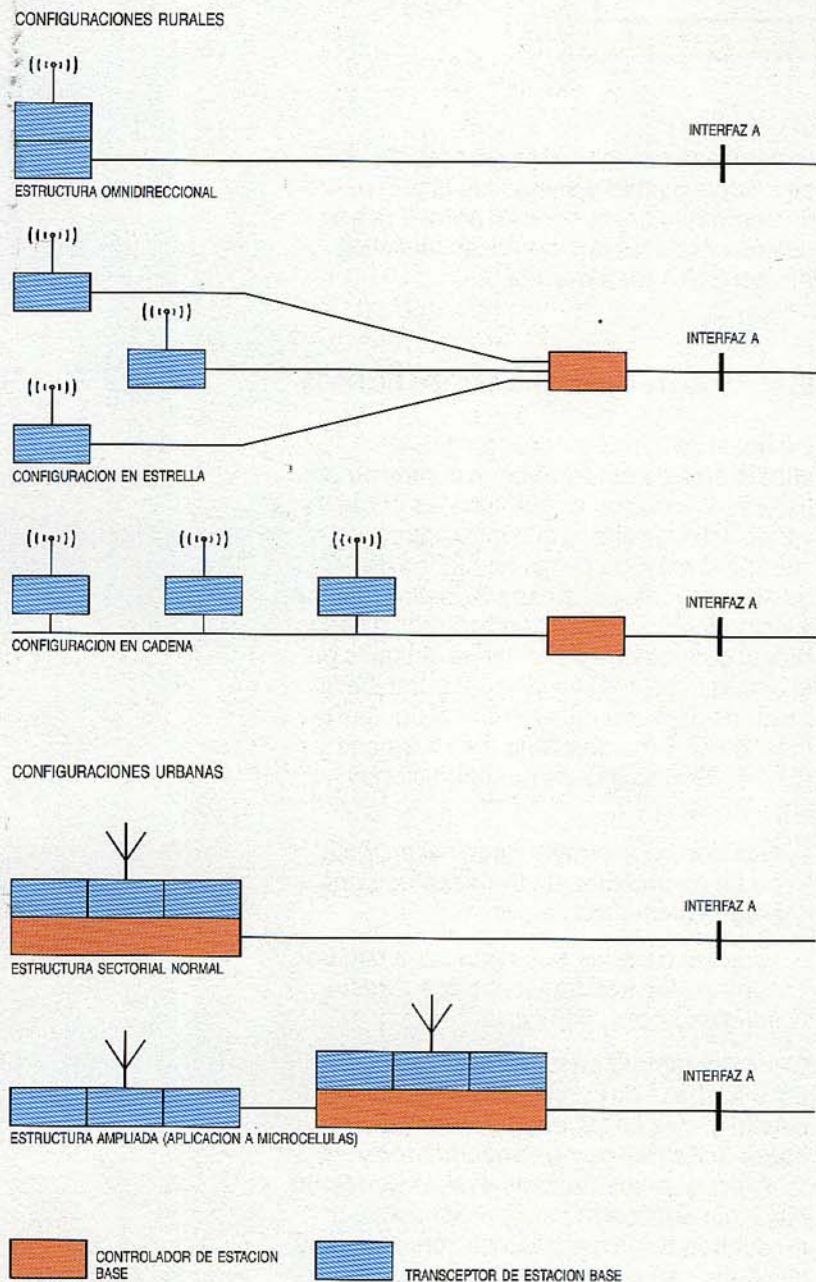 CONFIGURACIONES RURALES
INTERFAZ A
ESTRUCTURA OMNIDIRECCIONAL
INTERFAZ A
CONFIGURACION EN ESTRELLA
INTERFAZ A
CONFIGURACION EN CADENA
CONFIGURACIONES URBANAS
INTERFAZ A
ESTRUCTURA SECTORIAL NORMAL
INTERFAZ A
ESTRUCTURA AMPLIADA (APLICACION A MICROCELULAS)
CONTROLADOR DE ESTACION
BASE
TRANSCEPTOR DE ESTACION BASE